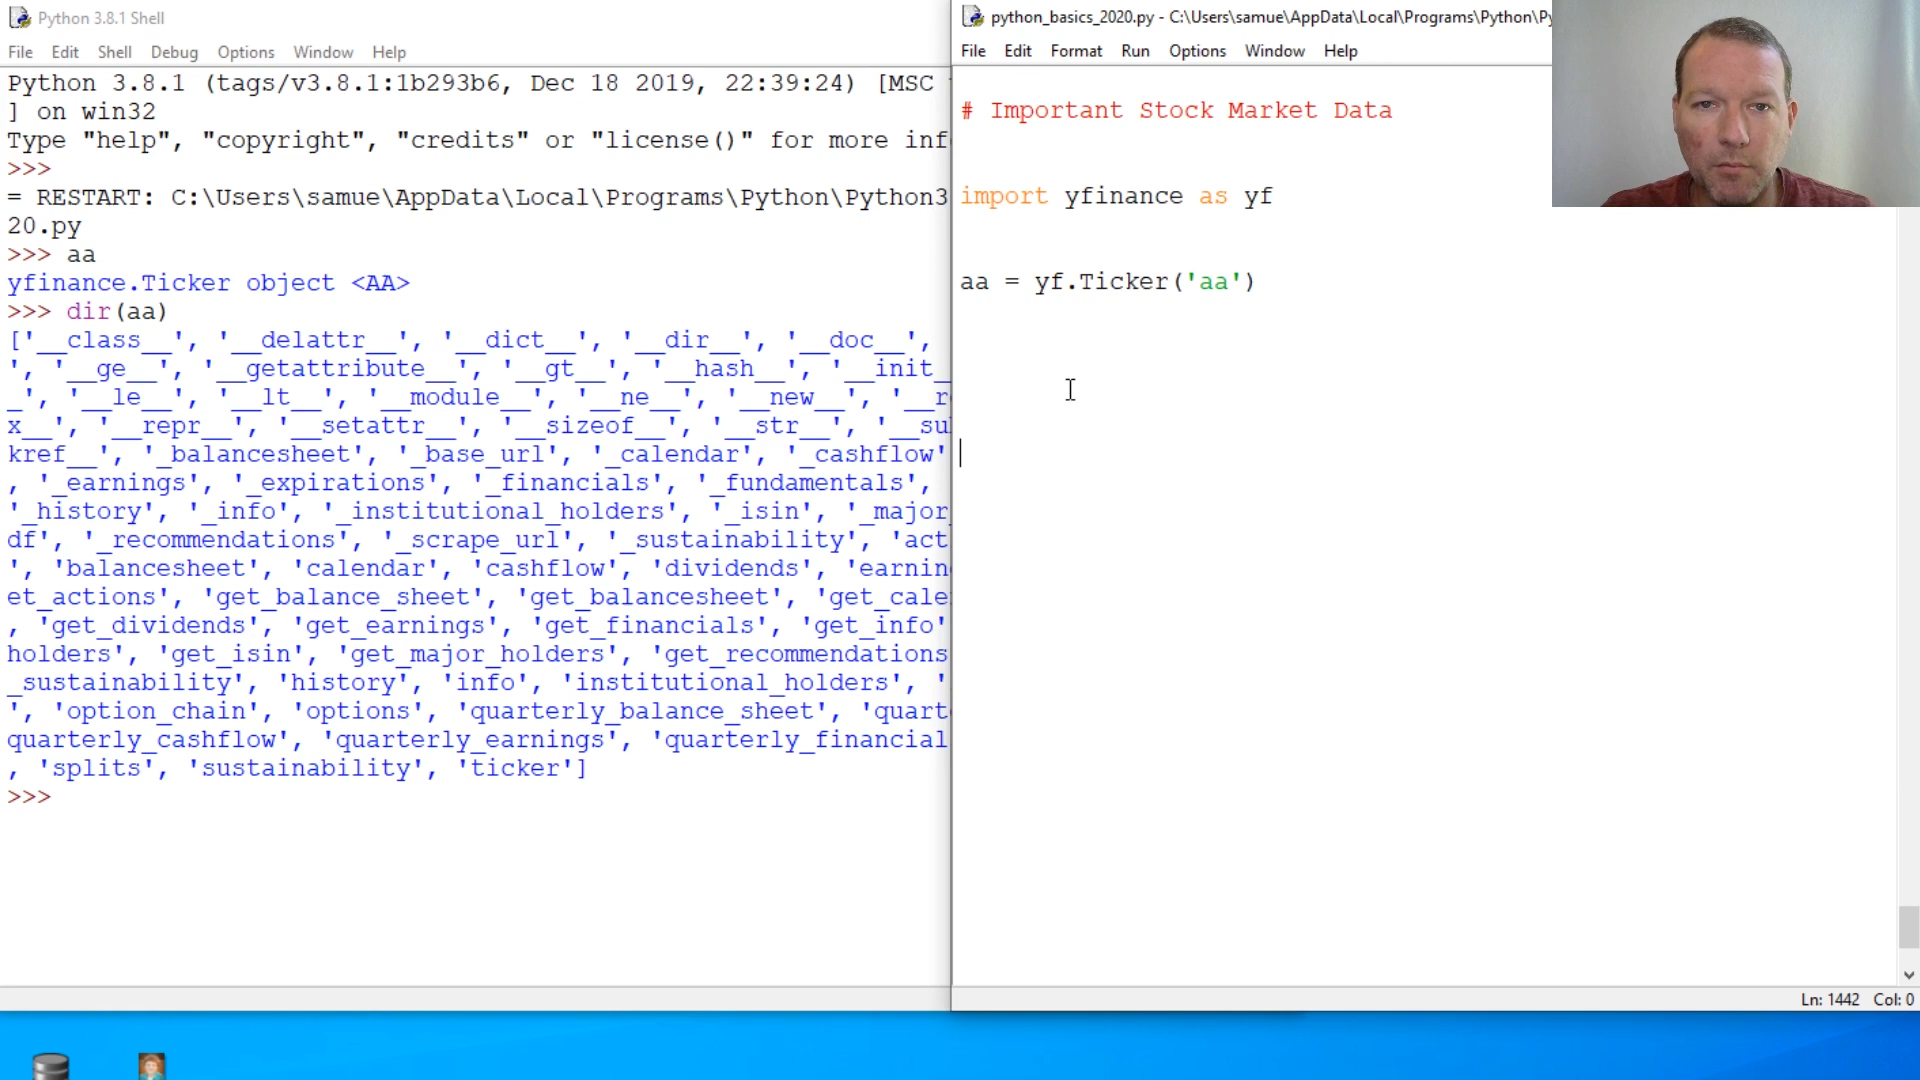 Python 3.8.1 Shell
File Edit Shell Debug Options Window Help
Python 3.8.1 (tags/v3.8.1:1b293b6, Dec 18 2019, 22:39:24) [MSC
] on win32
Type "help", "copyright", "credits" or "license()" for more inf
>>>
= RESTART: C:\Users\samue\AppData\Local\Programs\Python\Python3
20.py
>>> aa
yfinance.Ticker object <AA>
>>> dir(aa)
['__class__', '__delattr__', '__dict__', '__dir__', '__doc__',
', '__ge__', '__getattribute__', '__gt__', '__hash__', '__init_
_', '__le__', '__lt__', '__module__', '__ne__', '__new__', '__r
x__', '__repr__', '__setattr__', '__sizeof__', '__str__', '__su
kref__', '_balancesheet', '_base_url', '_calendar', '_cashflow'
, '_earnings', '_expirations', '_financials', '_fundamentals',
'_history', '_info', '_institutional_holders', '_isin', '_major
df', '_recommendations', '_scrape_url', '_sustainability', 'act
', 'balancesheet', 'calendar', 'cashflow', 'dividends', 'earnin
et_actions', 'get_balance_sheet', 'get_balancesheet', 'get_cale
, 'get_dividends', 'get_earnings', 'get_financials', 'get_info'
holders', 'get_isin', 'get_major_holders', 'get_recommendations
_sustainability', 'history', 'info', 'institutional_holders', '
', 'option_chain', 'options', 'quarterly_balance_sheet', 'quart
quarterly_cashflow', 'quarterly_earnings', 'quarterly_financial
, 'splits', 'sustainability', 'ticker']
>>>
python_basics_2020.py - C:\Users\samue\AppData\Local\Programs\Python\Py
File Edit Format Run Options Window Help
# Important Stock Market Data
import yfinance as yf
aa = yf.Ticker('aa')
Ln: 1442 Col: 0